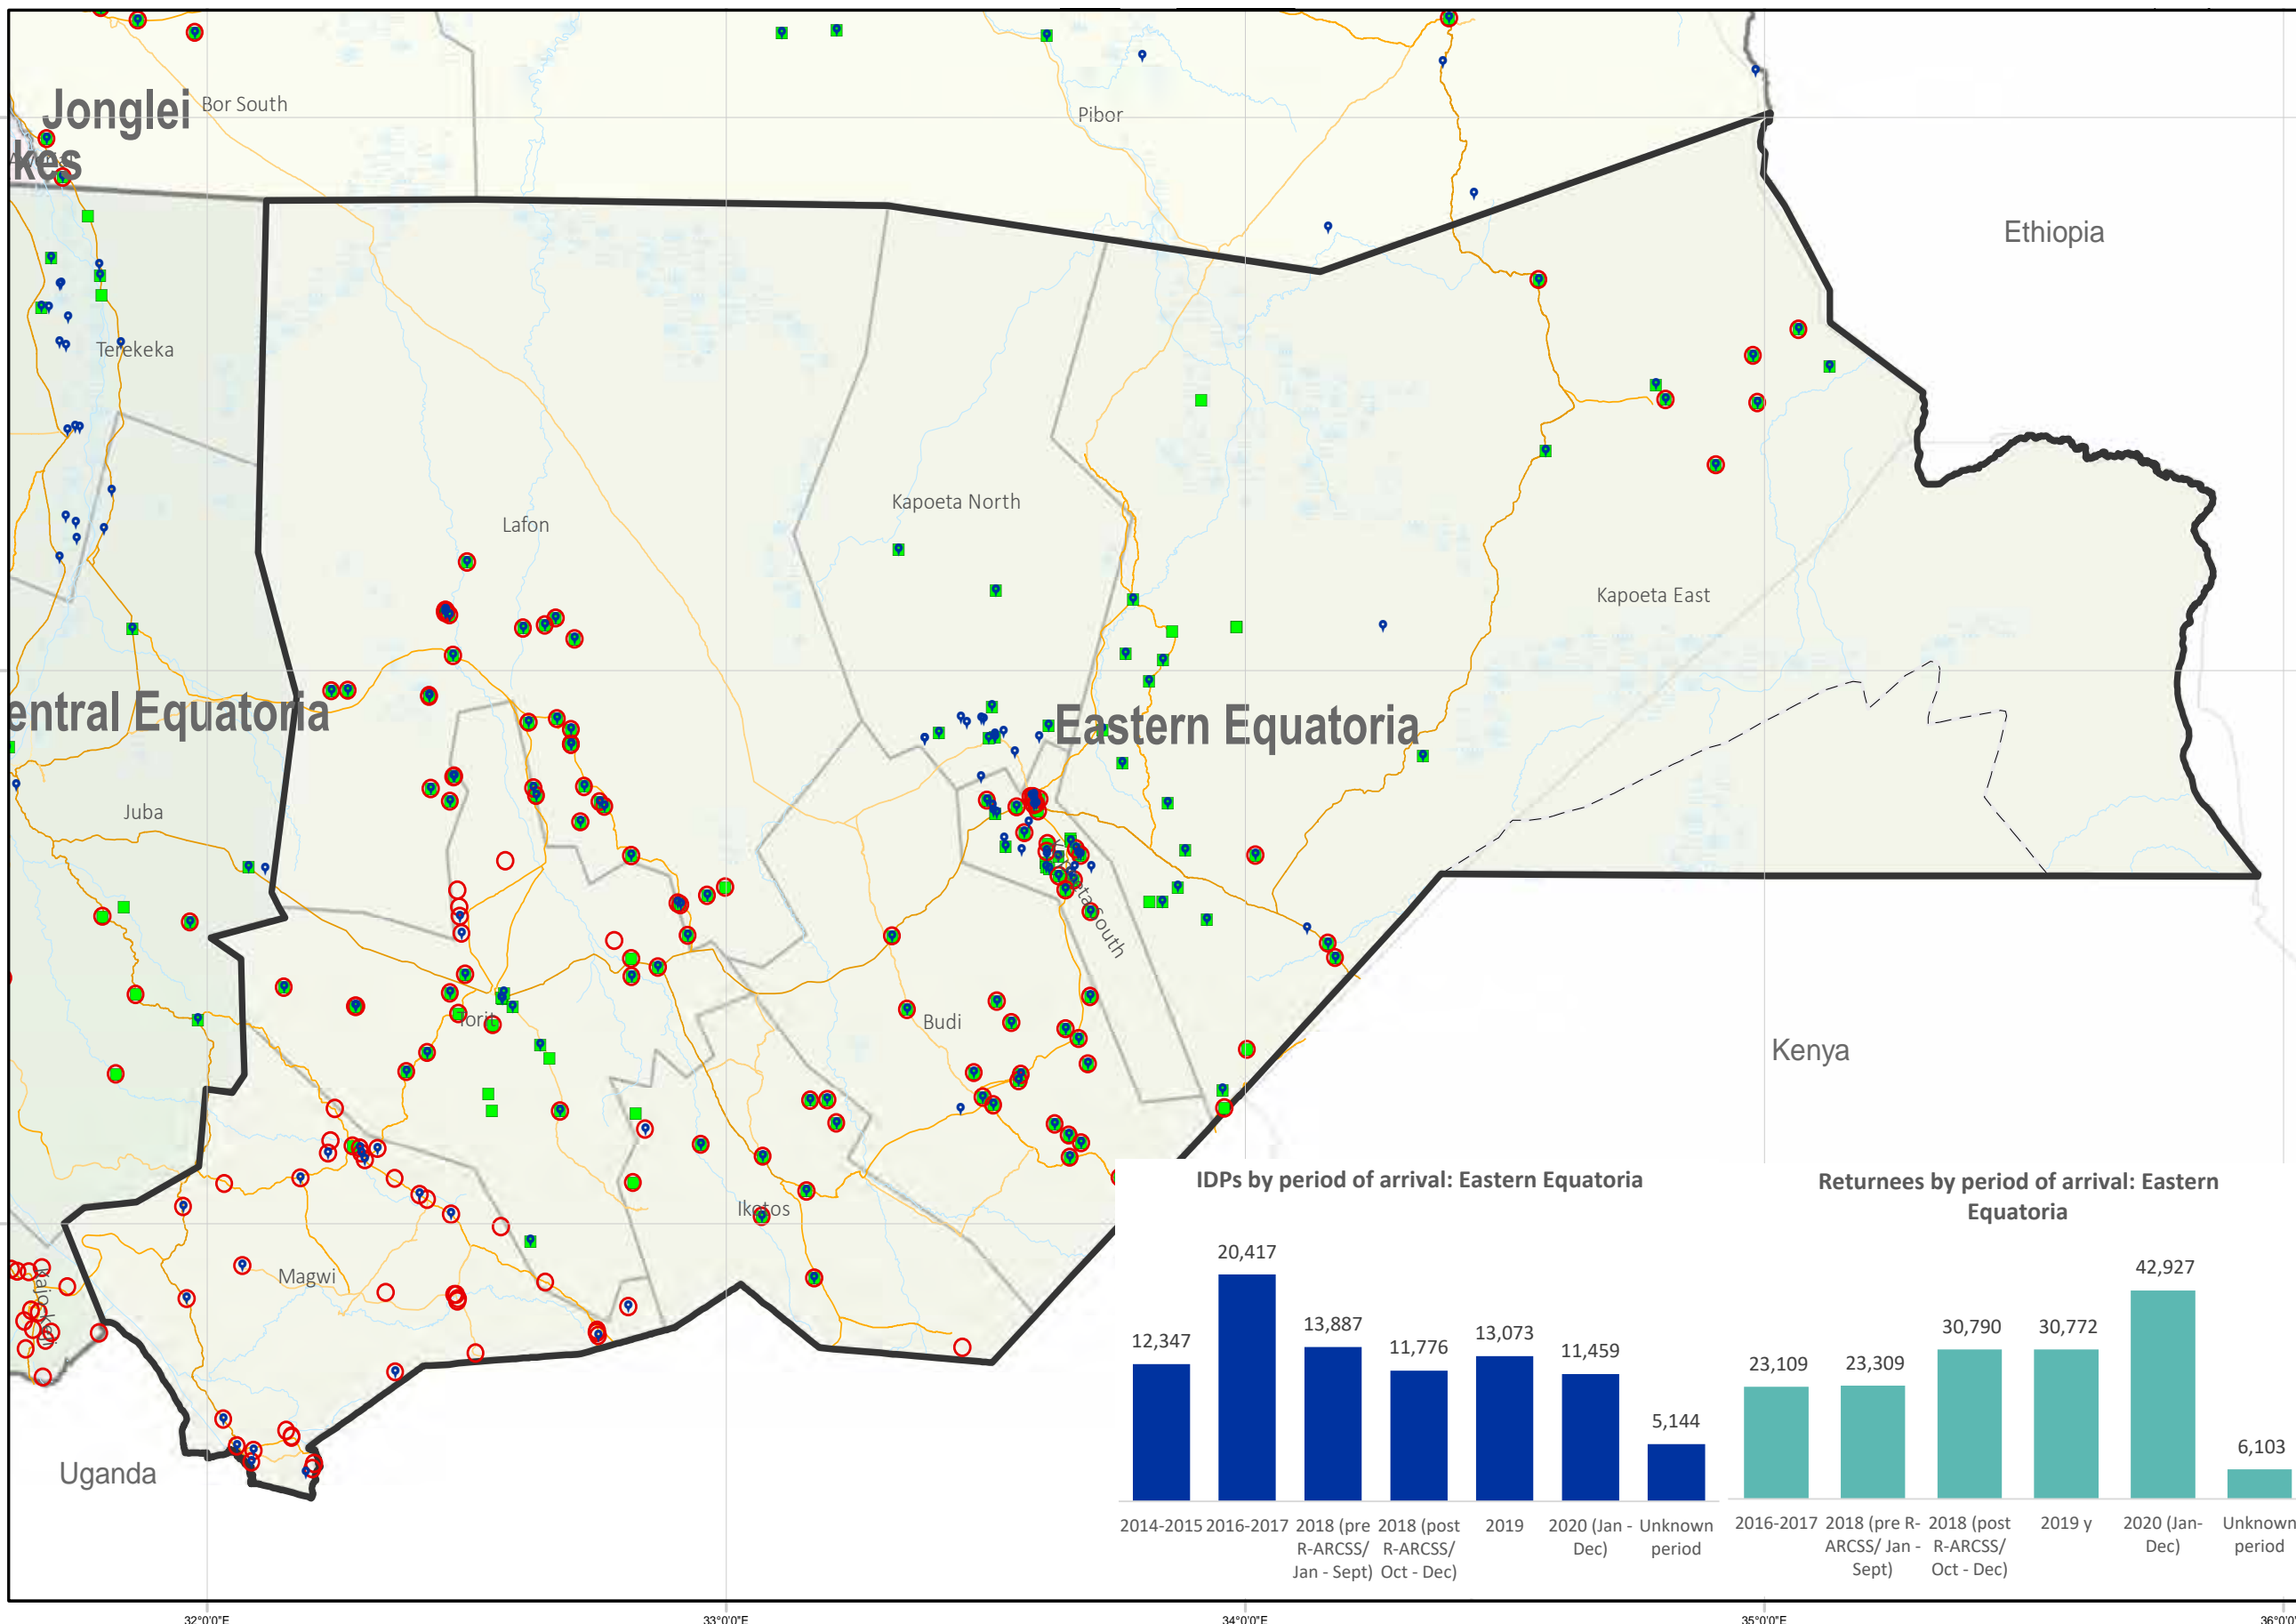 Jonglei
Bor South
Pibor
kes
Ethiopia
Terekeka
Lafon
Kapoeta North
Kapoeta East
entral Equatoria
Eastern Equatoria
Juba
Kapoeta South
Torit
Budi
Kenya
Ikotos
Magwi
Kajo-Keji
Uganda
IDPs by period of arrival: Eastern Equatoria
20,417
12,347
13,887
11,776
13,073
11,459
5,144
2014-2015 2016-2017 2018 (pre 2018 (post 2019 2020 (Jan - Unknown
R-ARCSS/ R-ARCSS/ Dec) period
Jan - Sept) Oct - Dec)
Returnees by period of arrival: Eastern
Equatoria
42,927
30,790
30,772
23,109
23,309
6,103
2016-2017 2018 (pre R- 2018 (post 2019 y 2020 (Jan- Unknown
ARCSS/ Jan - R-ARCSS/ Dec) period
Sept) Oct - Dec)
32°0'0"E
33°0'0"E
34°0'0"E
35°0'0"E